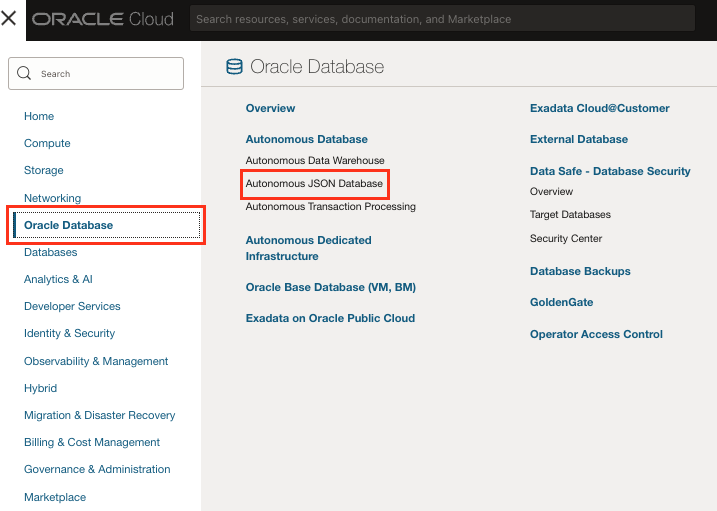 ORACLE Cloud
Search resources, services, documentation, and Marketplace
Search
Home
Compute
Storage
Networking
Oracle Database
Databases
Analytics & AI
Developer Services
Identity & Security
Observability & Management
Hybrid
Migration & Disaster Recovery
Billing & Cost Management
Governance & Administration
Marketplace
Oracle Database
Overview
Autonomous Database
Autonomous Data Warehouse
Autonomous JSON Database
Autonomous Transaction Processing
Autonomous Dedicated
Infrastructure
Oracle Base Database (VM, BM)
Exadata on Oracle Public Cloud
Exadata Cloud@Customer
External Database
Data Safe - Database Security
Overview
Target Databases
Security Center
Database Backups
GoldenGate
Operator Access Control